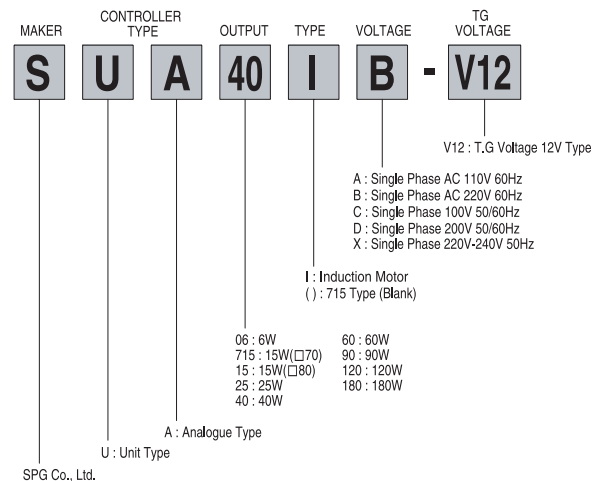 MAKER
CONTROLLER
TYPE
OUTPUT
TYPE
VOLTAGE
TG
VOLTAGE
S U A 40 I B - V12
V12 : T.G Voltage 12V Type
A : Single Phase AC 110V 60Hz
B : Single Phase AC 220V 60Hz
C : Single Phase 100V 50/60Hz
D : Single Phase 200V 50/60Hz
X : Single Phase 220V-240V 50Hz
I : Induction Motor
( ) : 715 Type (Blank)
06 : 6W
715 : 15W(□70)
15 : 15W(□80)
25 : 25W
40 : 40W
60 : 60W
90 : 90W
120 : 120W
180 : 180W
A : Analogue Type
U : Unit Type
SPG Co., Ltd.